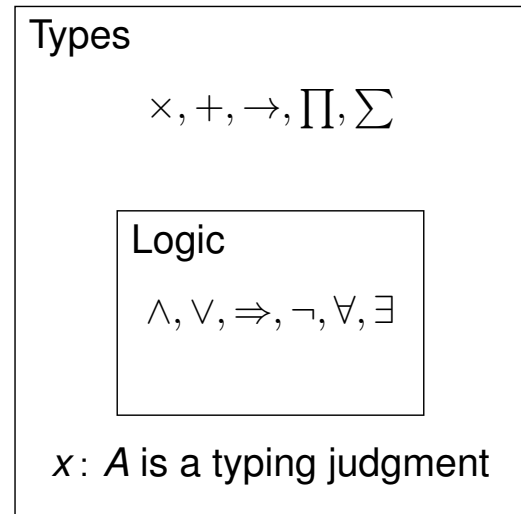 Types
×, +, →, ∏, ∑
Logic
∧, ∨, ⇒, ¬, ∀, ∃
x : A is a typing judgment